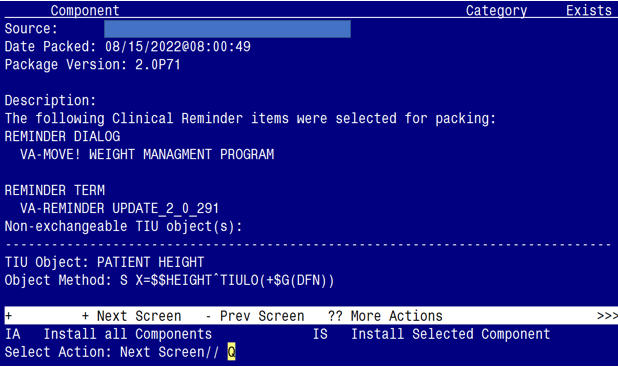 Component Category Exists
Source:
Date Packed: 08/15/2022@08:00:49
Package Version: 2.0P71
Description:
The following Clinical Reminder items were selected for packing:
REMINDER DIALOG
VA-MOVE! WEIGHT MANAGMENT PROGRAM
REMINDER TERM
VA-REMINDER UPDATE_2_0_291
Non-exchangeable TIU object(s):
-------------------------------------------------------------------------------
TIU Object: PATIENT HEIGHT
Object Method: S X=$$HEIGHT^TIULO(+$G(DFN))
+ + Next Screen - Prev Screen ?? More Actions >>>
IA Install all Components IS Install Selected Component
Select Action: Next Screen// Q